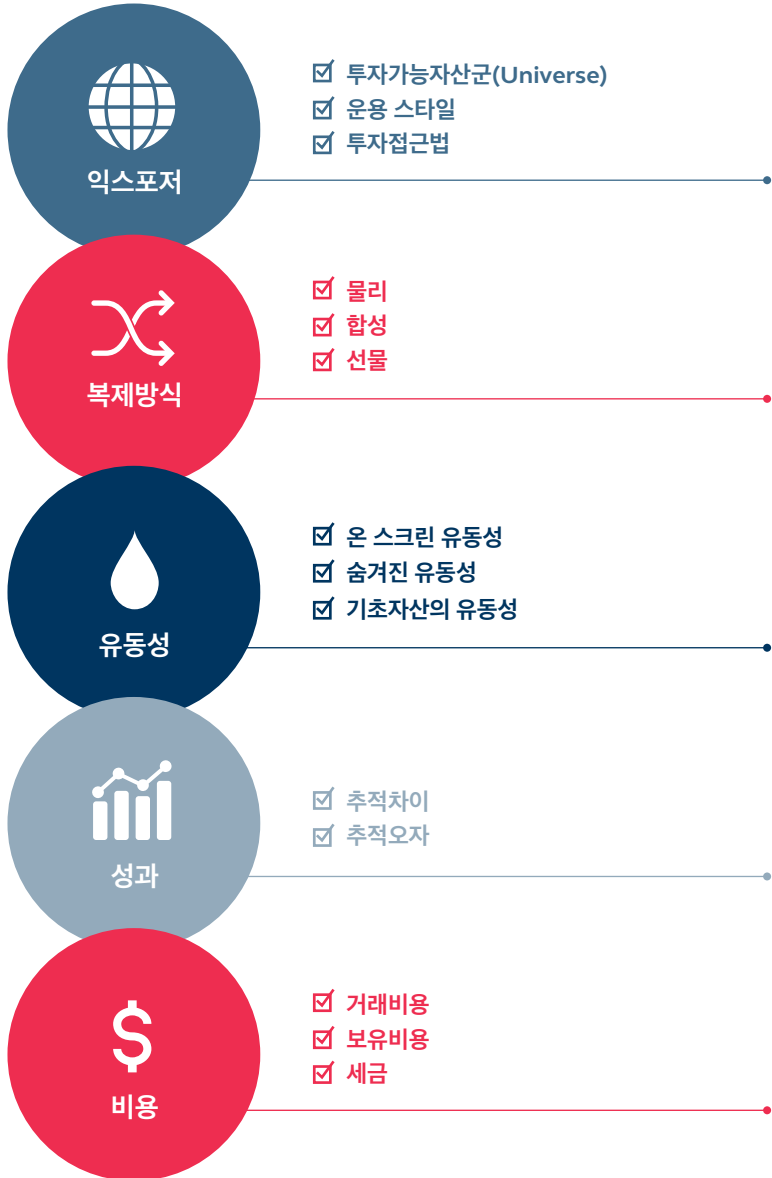 익스포저
투자가능자산군(Universe)
운용 스타일
투자접근법
복제방식
물리
합성
선물
유동성
온 스크린 유동성
숨겨진 유동성
기초자산의 유동성
성과
추적차이
추적오자
$
비용
거래비용
보유비용
세금